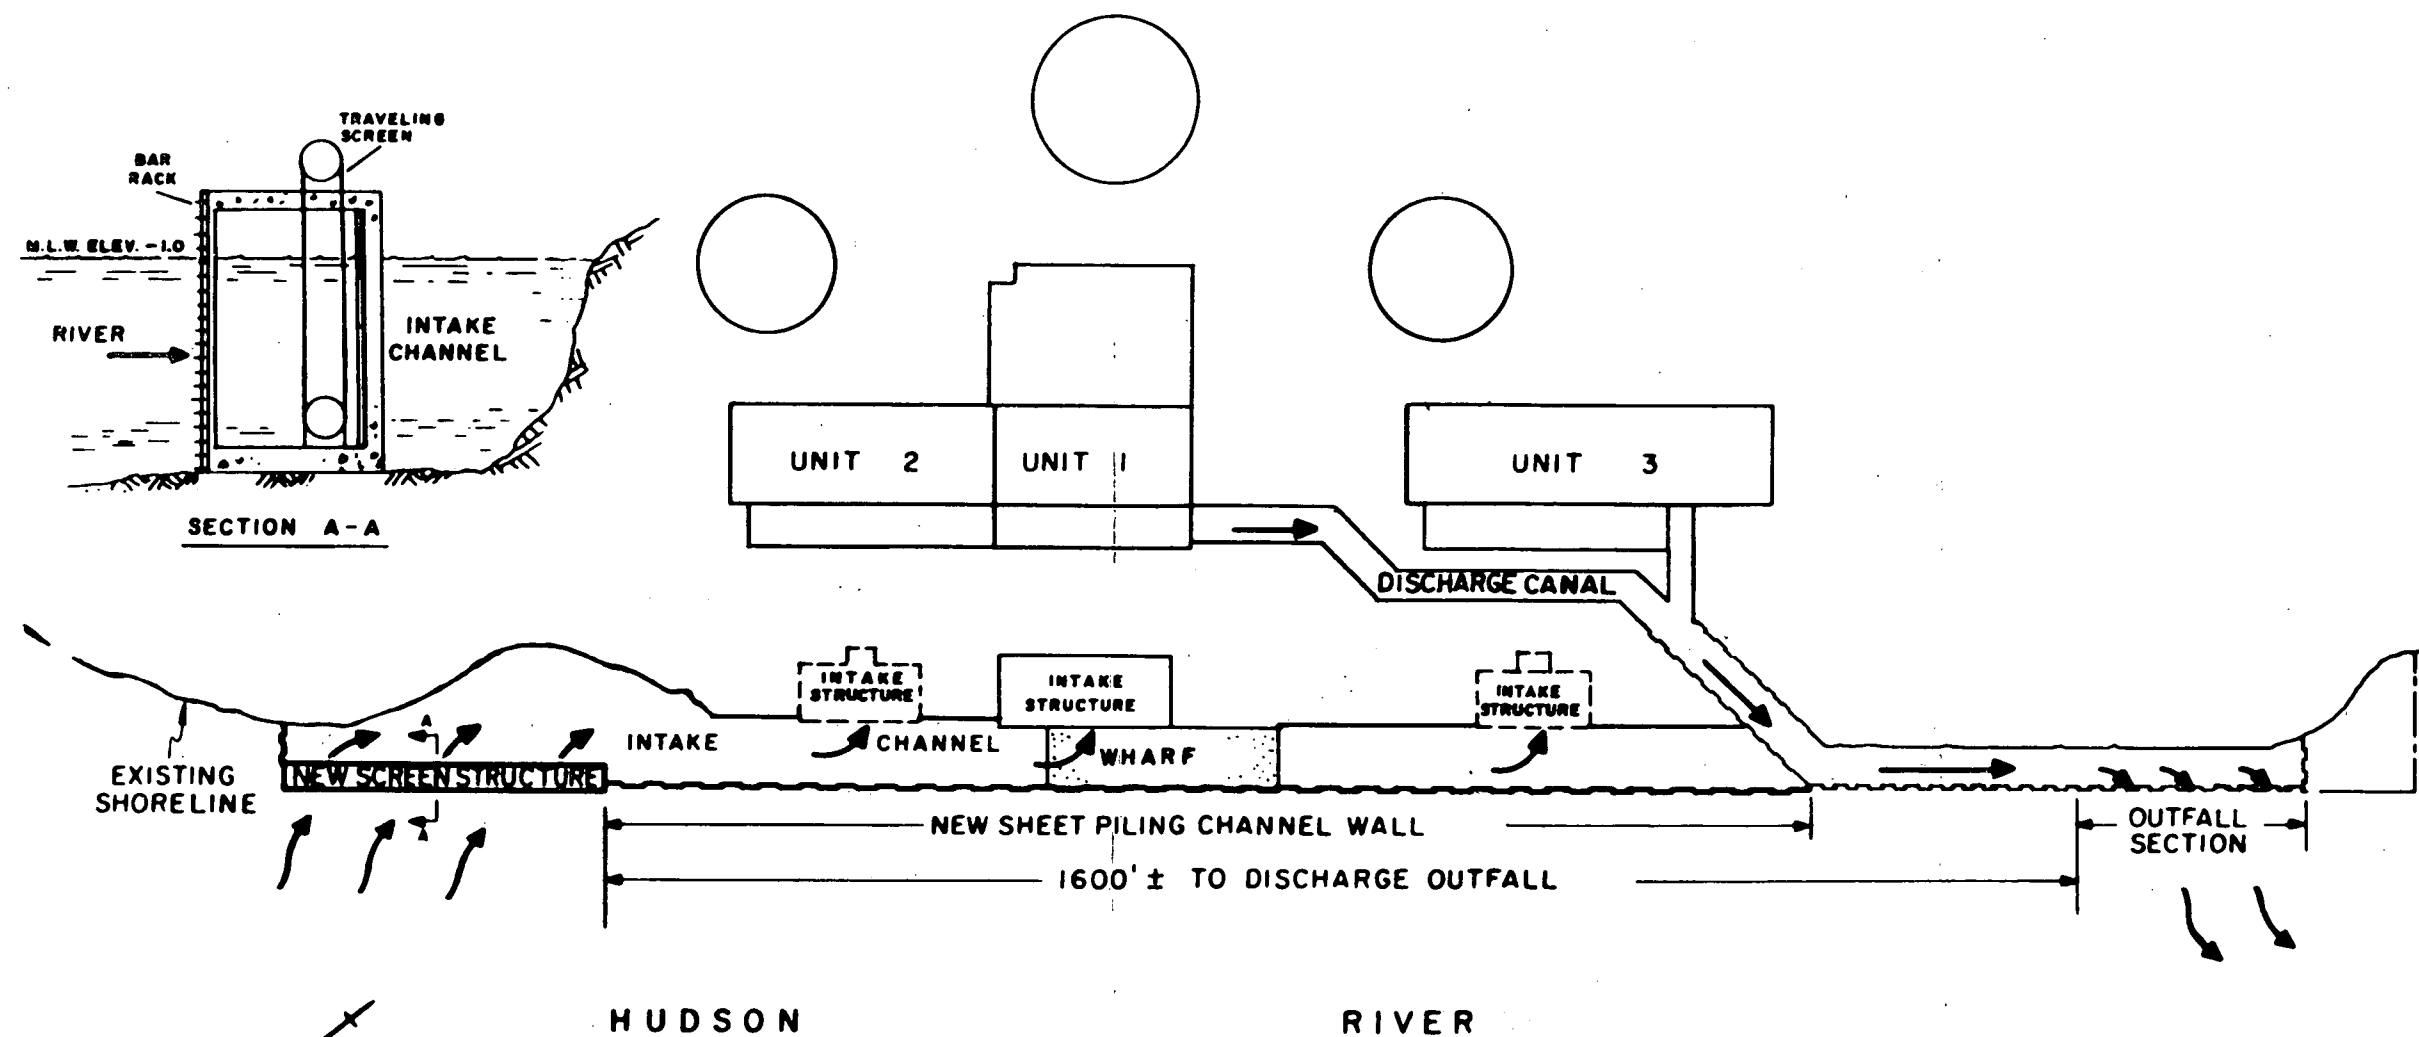 TRAVELING
SCREEN
BAR
RACK
M.L.W. ELEV. -1.0
RIVER
INTAKE
CHANNEL
SECTION A-A
UNIT 2
UNIT 1
UNIT 3
DISCHARGE CANAL
INTAKE
STRUCTURE
INTAKE
STRUCTURE
INTAKE
STRUCTURE
A
INTAKE CHANNEL
WHARF
NEW SCREEN STRUCTURE
EXISTING
SHORELINE
A
NEW SHEET PILING CHANNEL WALL
OUTFALL
SECTION
1600'± TO DISCHARGE OUTFALL
HUDSON RIVER